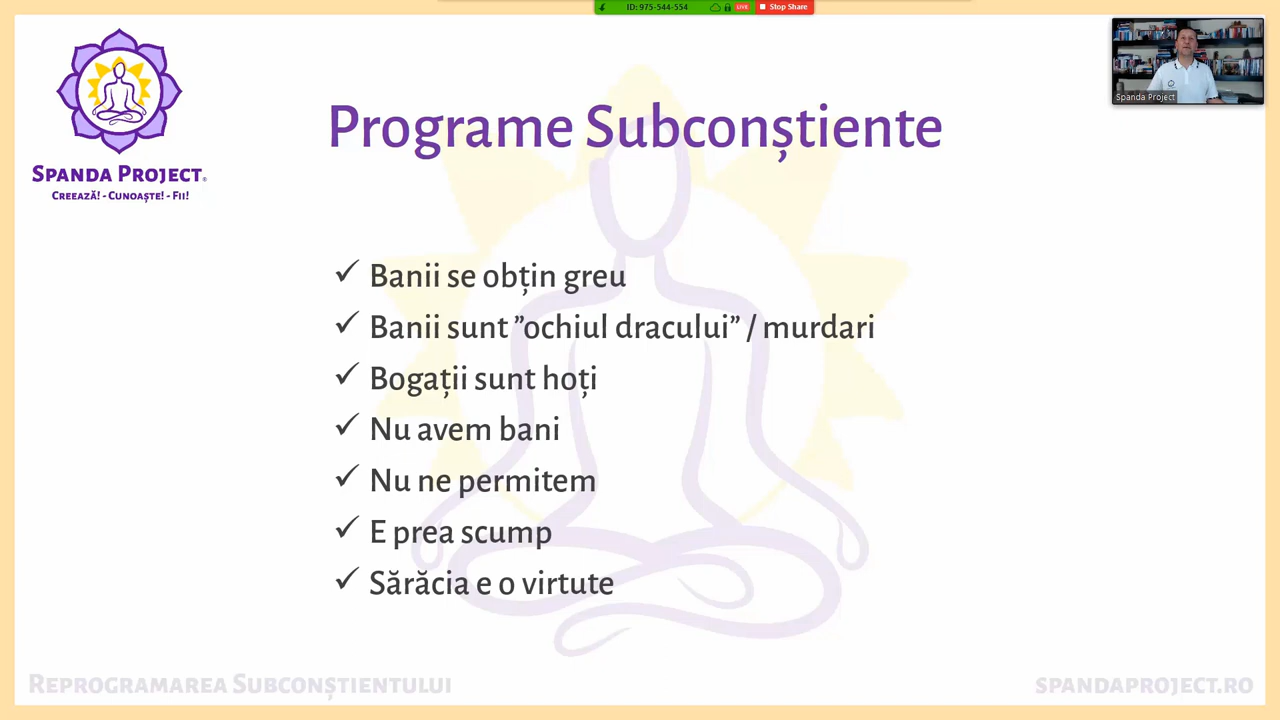 ID: 975-544-554
LIVE
Stop Share
Spanda Project
SPANDA PROJECT®
CREEAZĂ! - CUNOAȘTE! - FII!
Programe Subconștiente
✓ Banii se obțin greu
✓ Banii sunt ”ochiul dracului” / murdari
✓ Bogații sunt hoți
✓ Nu avem bani
✓ Nu ne permitem
✓ E prea scump
✓ Sărăcia e o virtute
REPROGRAMAREA SUBCONȘTIENTULUI
SPANDAPROJECT.RO